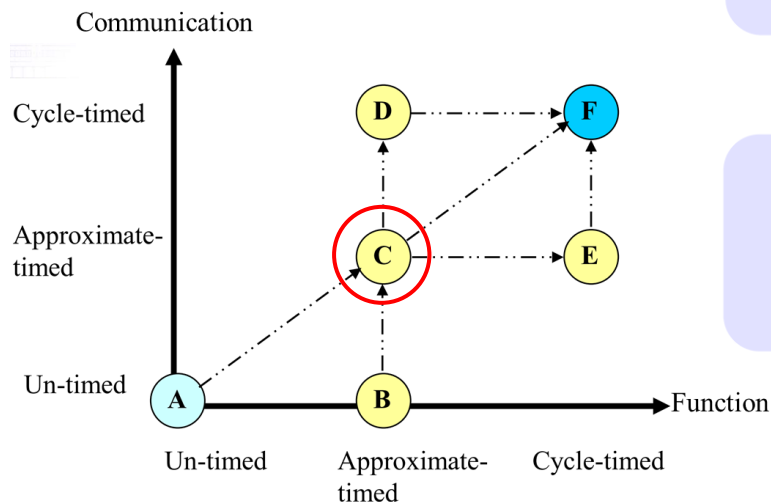 Communication
Cycle-timed
D
F
Approximate-
timed
C
E
Un-timed
A
B
Function
Un-timed
Approximate-
timed
Cycle-timed